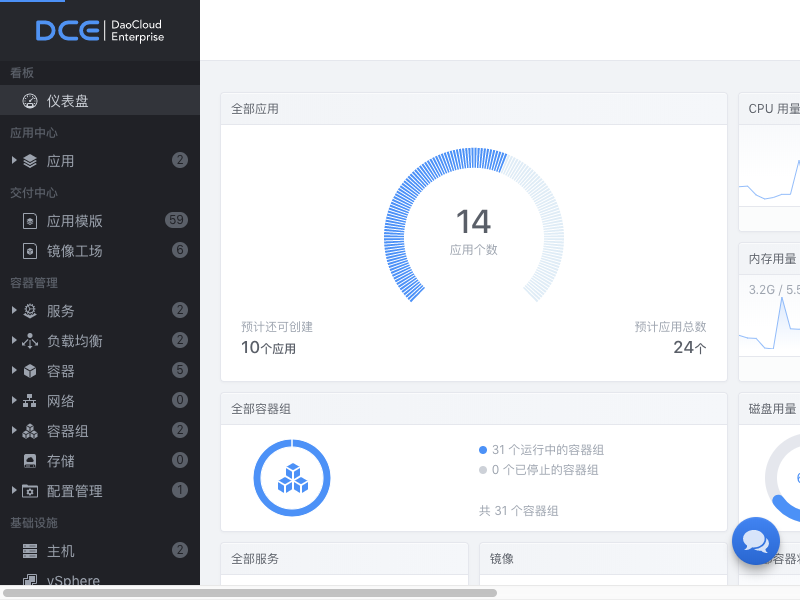 DCE DaoCloud
Enterprise
看板
仪表盘
应用中心
应用 2
交付中心
应用模版 59
镜像工场 6
容器管理
服务 2
负载均衡 2
容器 5
网络 0
容器组 2
存储 0
配置管理 1
基础设施
主机 2
vSphere
全部应用
14
应用个数
预计还可创建
10个应用
预计应用总数
24个
全部容器组
31 个运行中的容器组
0 个已停止的容器组
共 31 个容器组
全部服务
镜像
CPU 用量
内存用量
3.2G / 5.5
磁盘用量